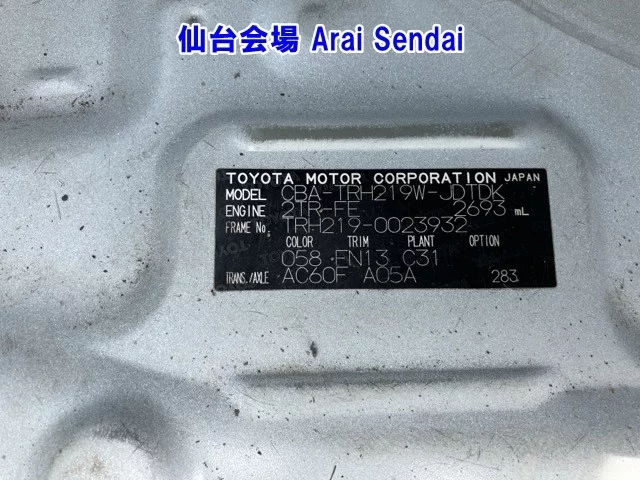 仙台会場 Arai Sendai
TOYOTA MOTOR CORPORATION JAPAN
MODEL CBA-TRH219W-JDTDK
ENGINE 2TR-FE 2693 mL
FRAME No. TRH219-0023932
COLOR TRIM PLANT OPTION
058 EN13 C31
TRANS./AXLE AC60F A05A 283